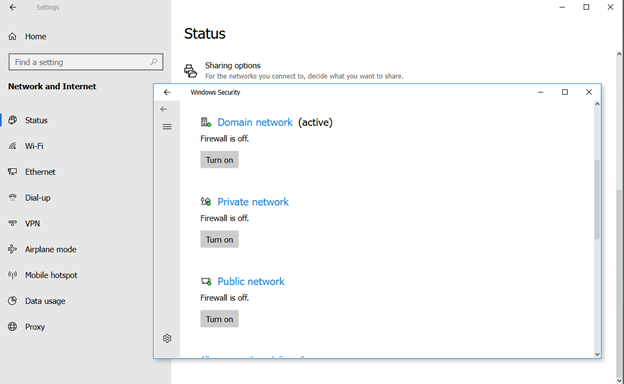 Settings
Home
Find a setting
Network and Internet
Status
Wi-Fi
Ethernet
Dial-up
VPN
Airplane mode
Mobile hotspot
Data usage
Proxy
Status
Sharing options
For the networks you connect to, decide what you want to share.
Windows Security
Domain network (active)
Firewall is off.
Turn on
Private network
Firewall is off.
Turn on
Public network
Firewall is off.
Turn on